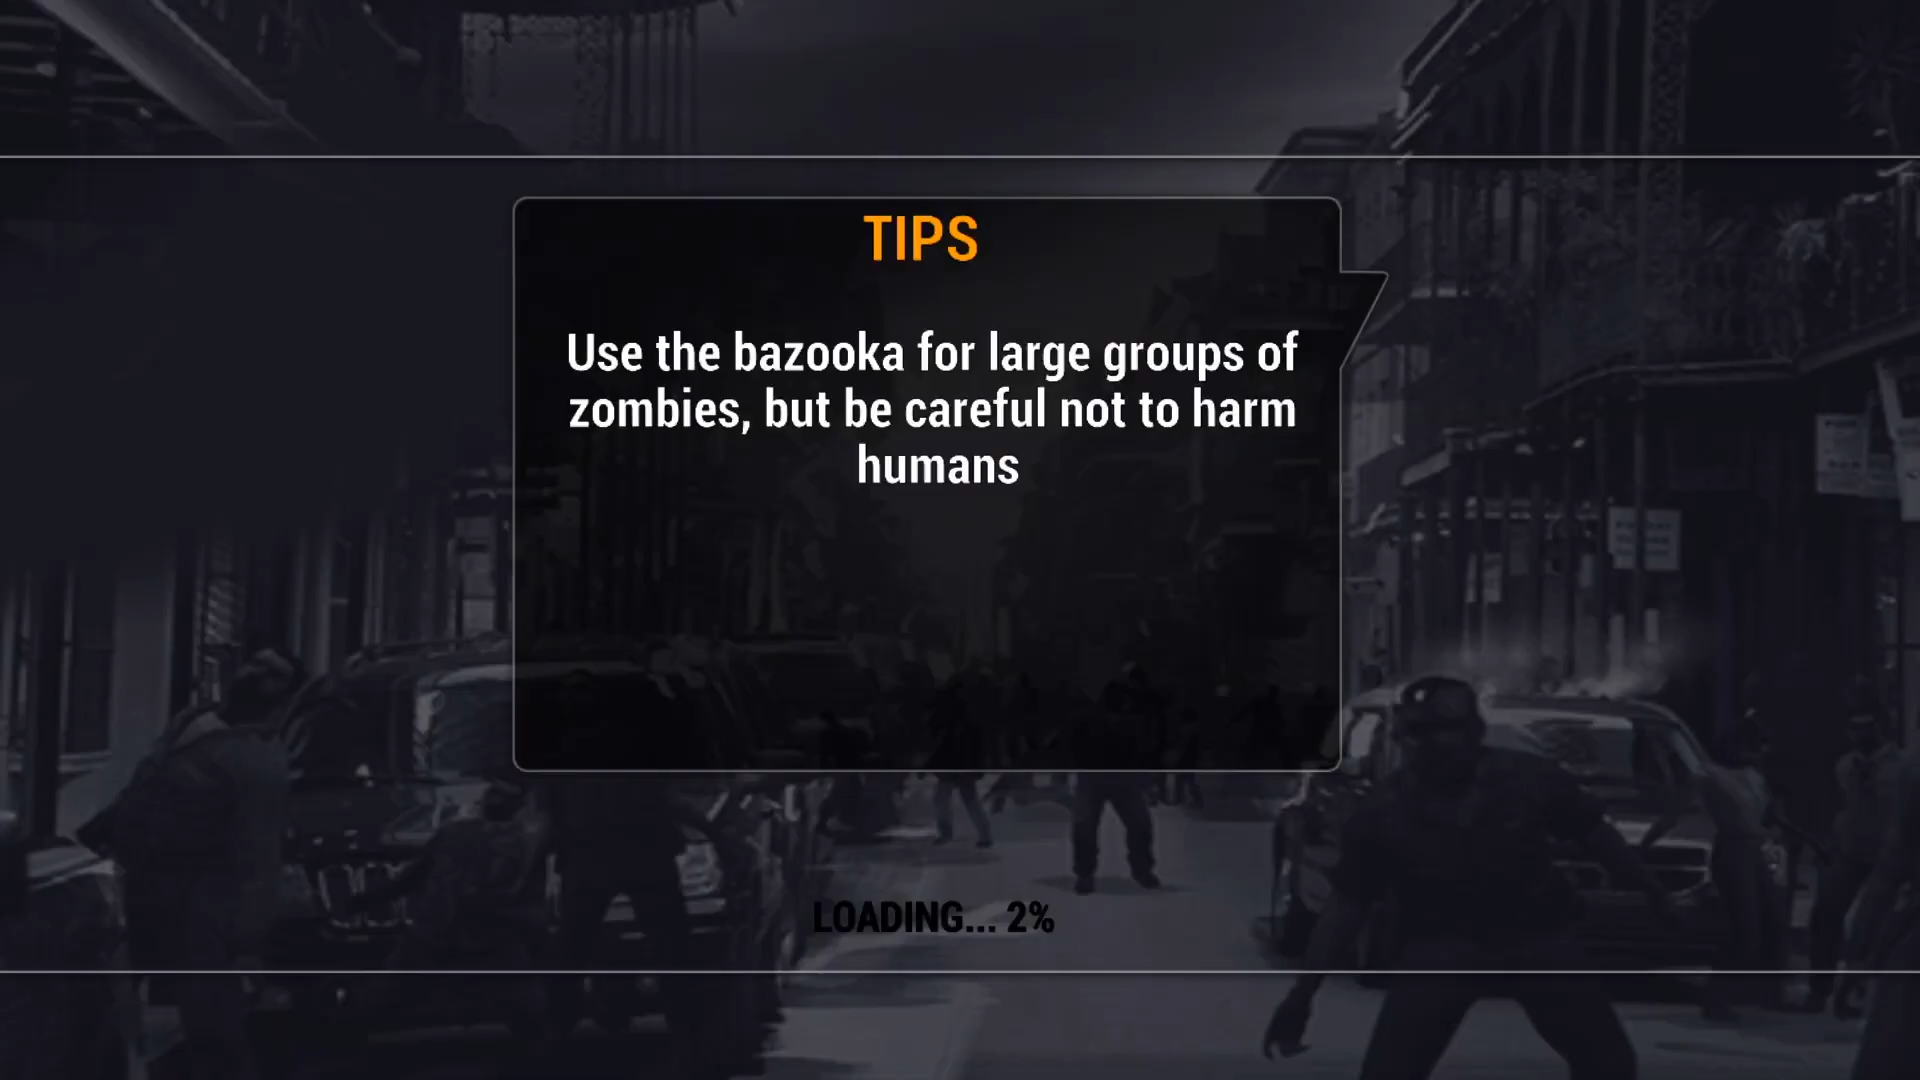 TIPS
Use the bazooka for large groups of
zombies, but be careful not to harm
humans
LOADING... 2%